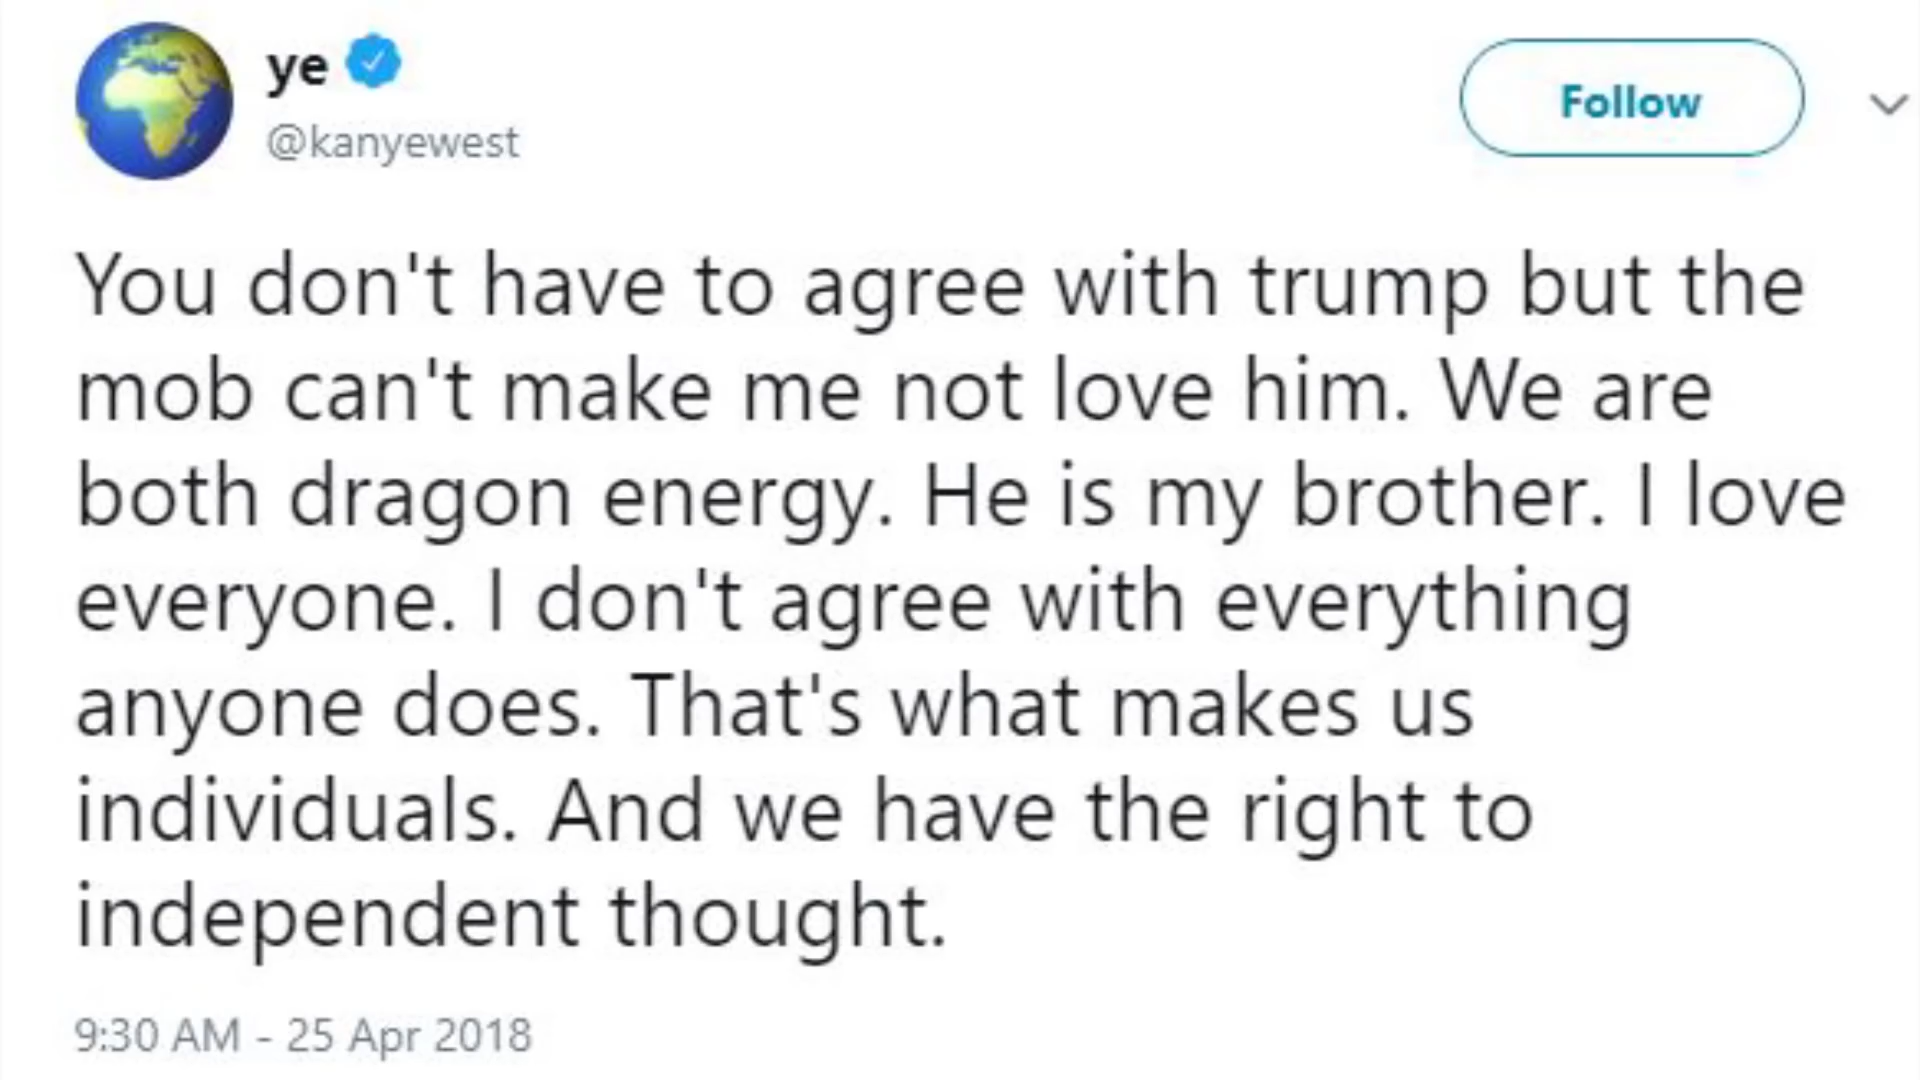 ye
@kanyewest
Follow
You don't have to agree with trump but the
mob can't make me not love him. We are
both dragon energy. He is my brother. I love
everyone. I don't agree with everything
anyone does. That's what makes us
individuals. And we have the right to
independent thought.
9:30 AM - 25 Apr 2018